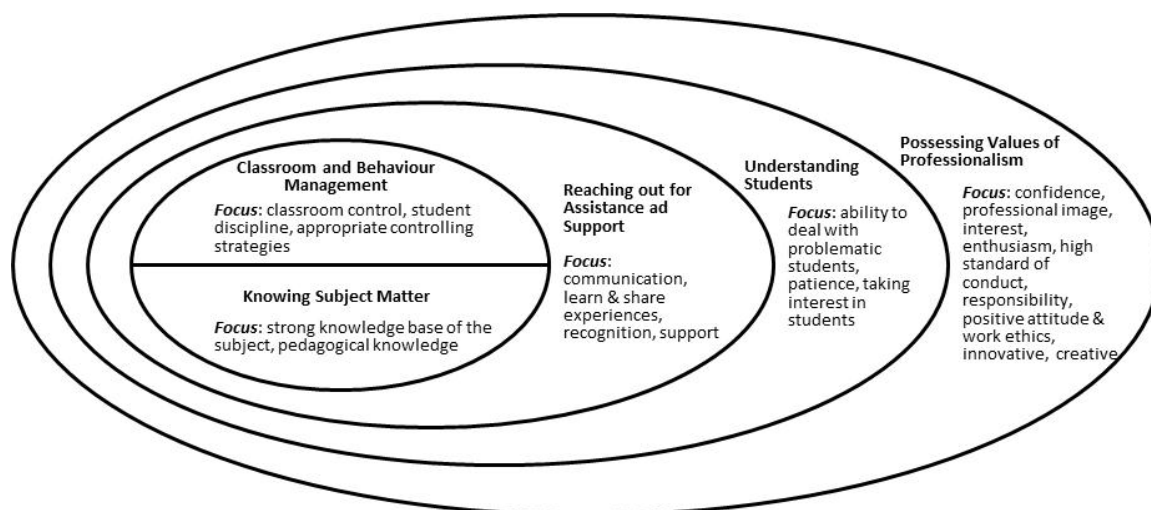 Classroom and Behaviour
Management
Focus: classroom control, student
discipline, appropriate controlling
strategies
Knowing Subject Matter
Focus: strong knowledge base of the
subject, pedagogical knowledge
Reaching out for
Assistance ad
Support
Focus:
communication,
learn & share
experiences,
recognition, support
Understanding
Students
Focus: ability to
deal with
problematic
students,
patience, taking
interest in
students
Possessing Values of
Professionalism
Focus: confidence,
professional image,
interest,
enthusiasm, high
standard of
conduct,
responsibility,
positive attitude &
work ethics,
innovative, creative